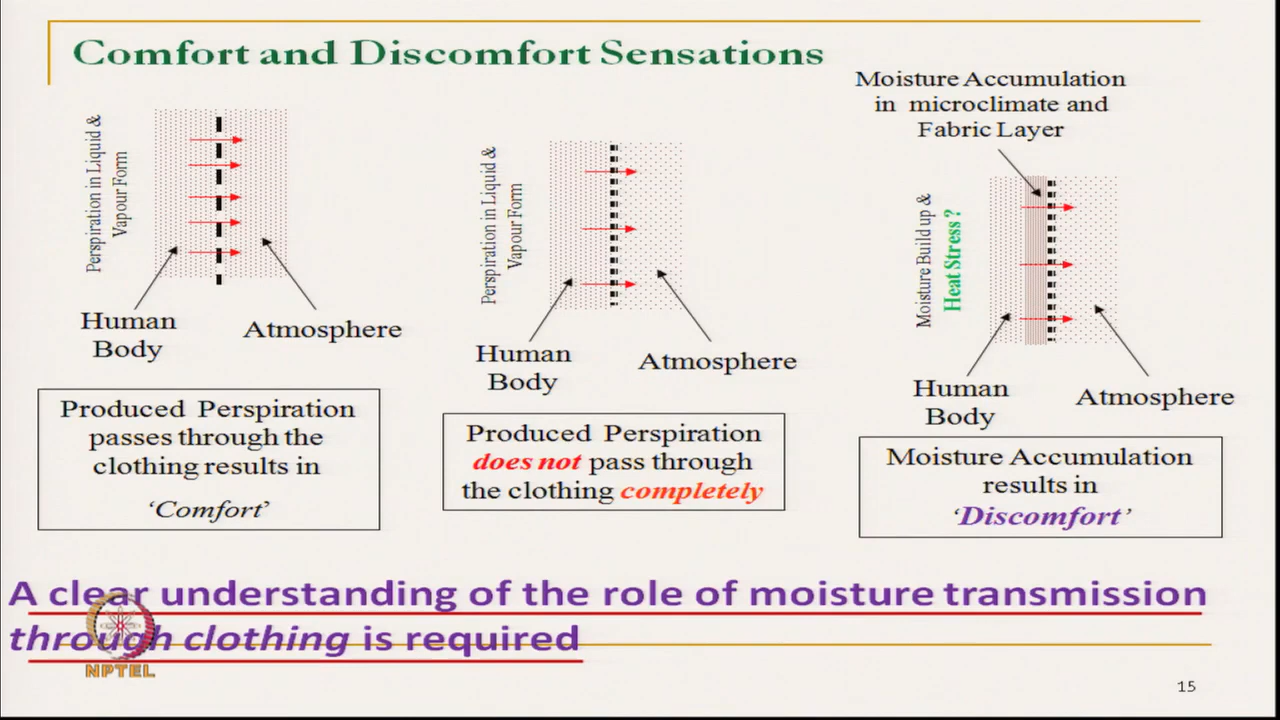 Comfort and Discomfort Sensations
Perspiration in Liquid &
Vapour Form
Human
Body
Atmosphere
Produced Perspiration
passes through the
clothing results in
‘Comfort’
Perspiration in Liquid &
Vapour Form
Human
Body
Atmosphere
Produced Perspiration
does not pass through
the clothing completely
Moisture Accumulation
in microclimate and
Fabric Layer
Moisture Build up &
Heat Stress ?
Human
Body
Atmosphere
Moisture Accumulation
results in
‘Discomfort’
A clear understanding of the role of moisture transmission
through clothing is required
NPTEL
15